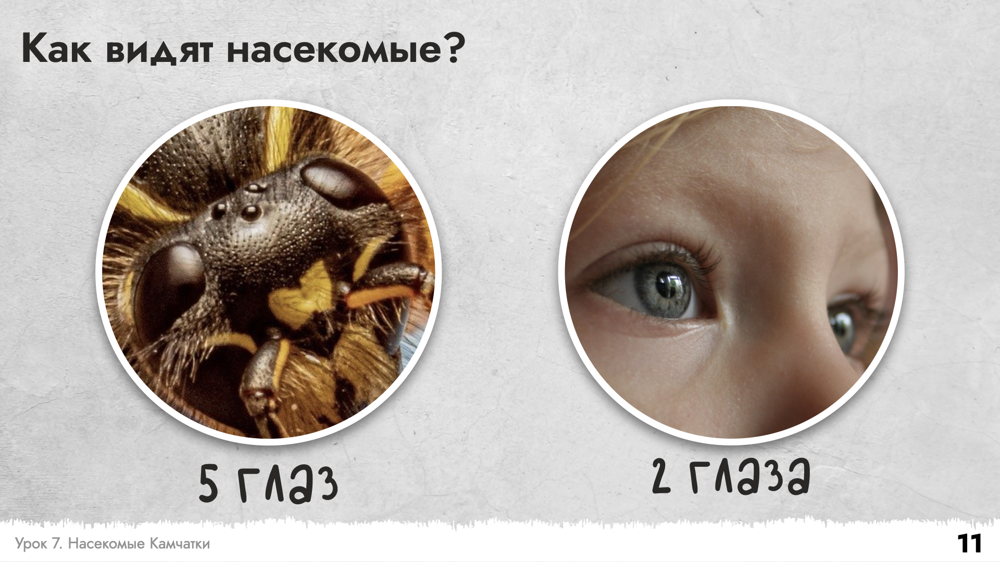 Как видят насекомые?
5 глаз
2 глаза
Урок 7. Насекомые Камчатки
11